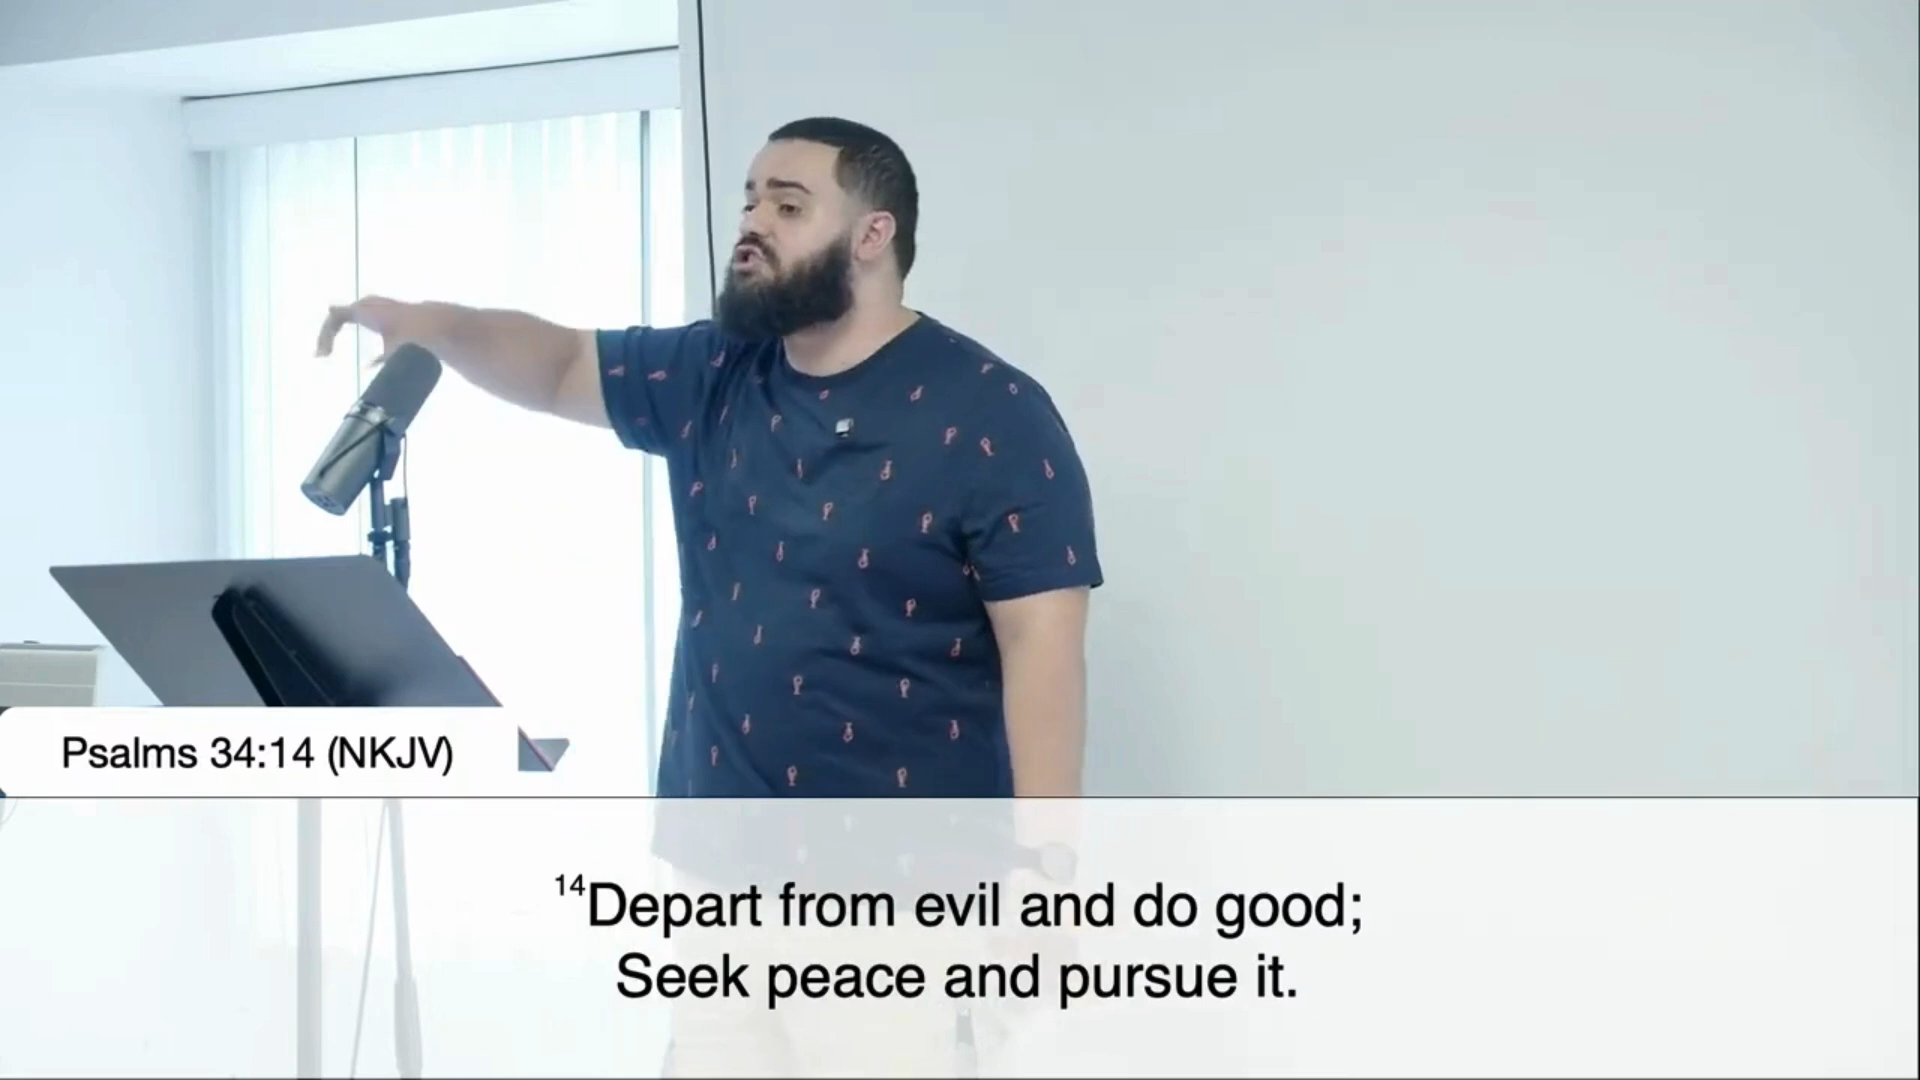 Psalms 34:14 (NKJV)
14Depart from evil and do good;
Seek peace and pursue it.